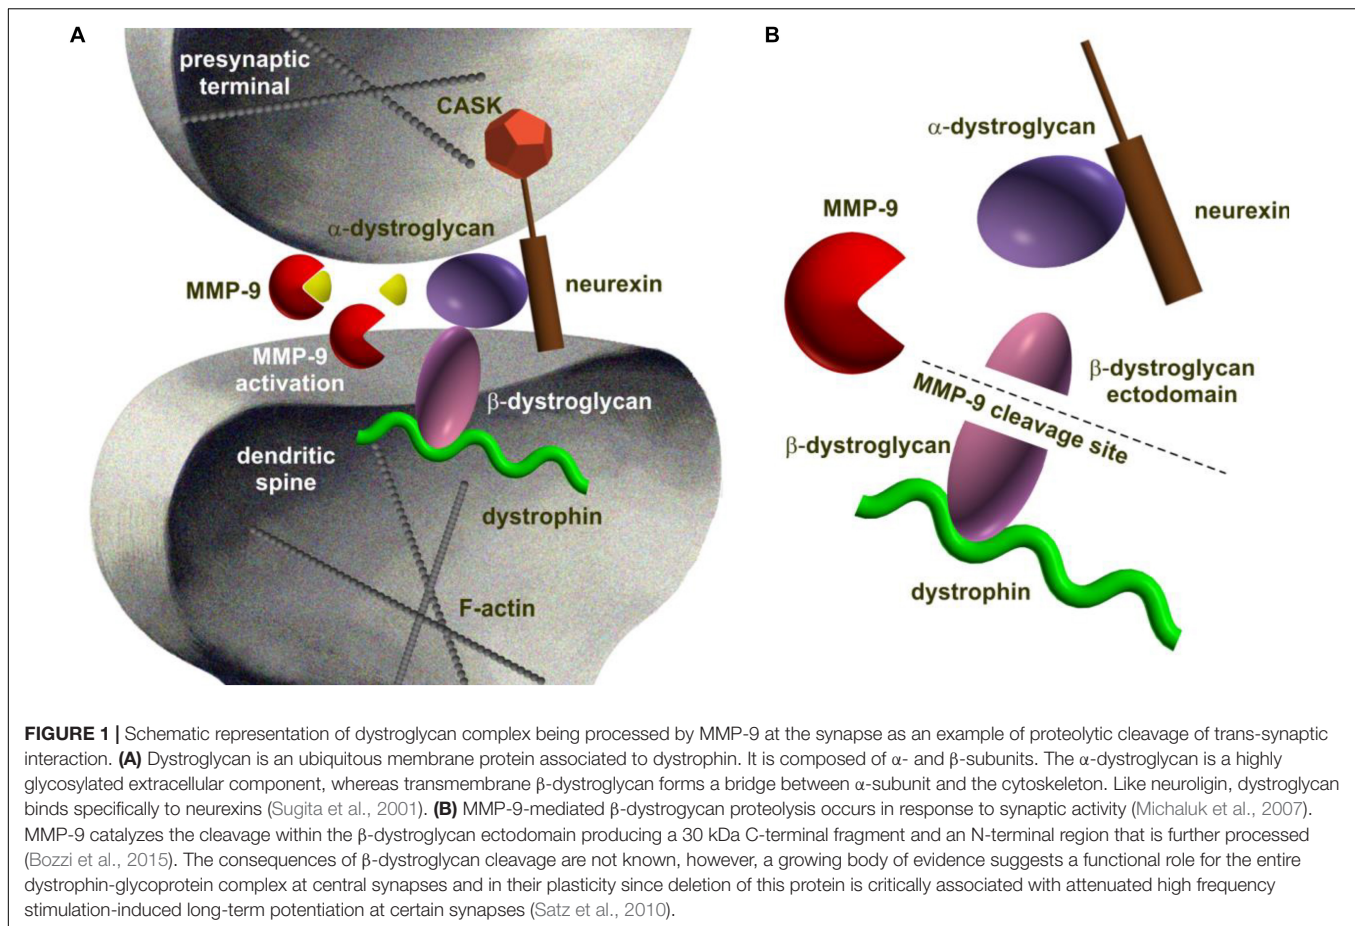 A
presynaptic
terminal
CASK
α-dystroglycan
MMP-9
neurexin
MMP-9
activation
β-dystroglycan
dendritic
spine
dystrophin
F-actin
B
α-dystroglycan
MMP-9
neurexin
β-dystroglycan
ectodomain
MMP-9 cleavage site
β-dystroglycan
dystrophin
FIGURE 1 | Schematic representation of dystroglycan complex being processed by MMP-9 at the synapse as an example of proteolytic cleavage of trans-synaptic
interaction. (A) Dystroglycan is an ubiquitous membrane protein associated to dystrophin. It is composed of α- and β-subunits. The α-dystroglycan is a highly
glycosylated extracellular component, whereas transmembrane β-dystroglycan forms a bridge between α-subunit and the cytoskeleton. Like neuroligin, dystroglycan
binds specifically to neurexins (Sugita et al., 2001). (B) MMP-9-mediated β-dystrogycan proteolysis occurs in response to synaptic activity (Michaluk et al., 2007).
MMP-9 catalyzes the cleavage within the β-dystroglycan ectodomain producing a 30 kDa C-terminal fragment and an N-terminal region that is further processed
(Bozzi et al., 2015). The consequences of β-dystroglycan cleavage are not known, however, a growing body of evidence suggests a functional role for the entire
dystrophin-glycoprotein complex at central synapses and in their plasticity since deletion of this protein is critically associated with attenuated high frequency
stimulation-induced long-term potentiation at certain synapses (Satz et al., 2010).